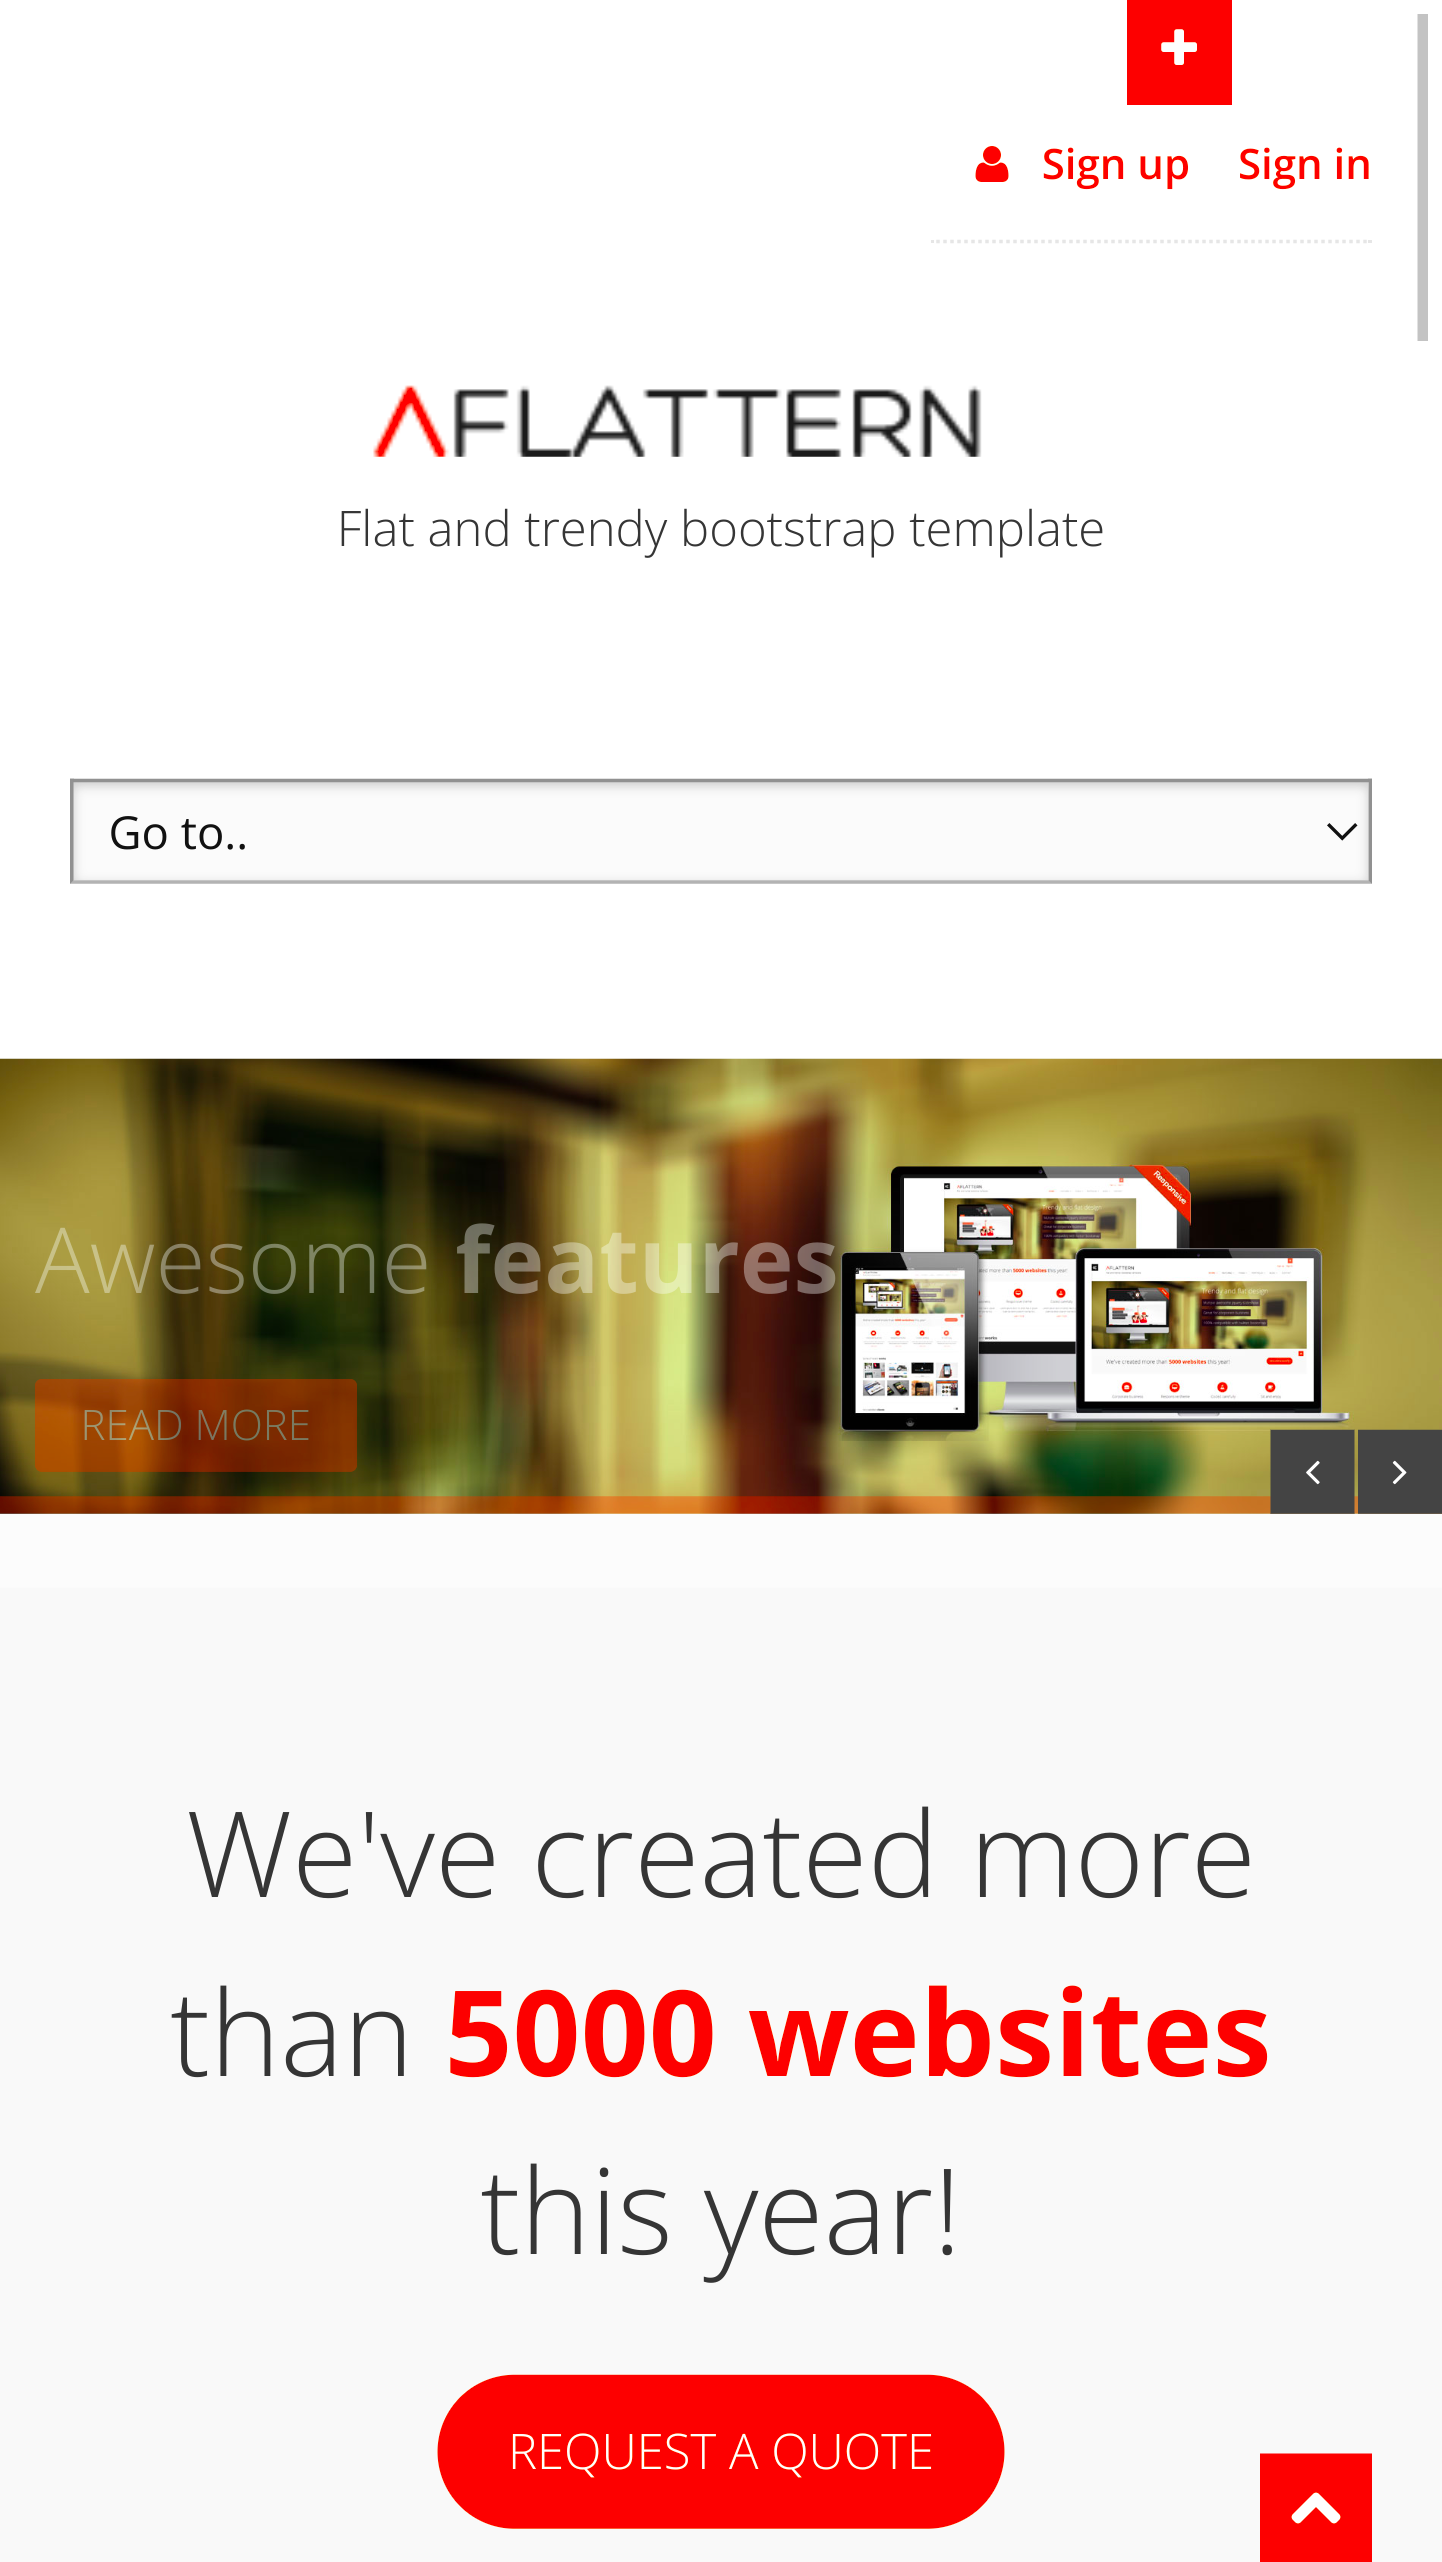 Sign up Sign in
AFLATTERN
Flat and trendy bootstrap template
Go to..
Awesome features
READ MORE
Responsive
We've created more
than 5000 websites
this year!
REQUEST A QUOTE